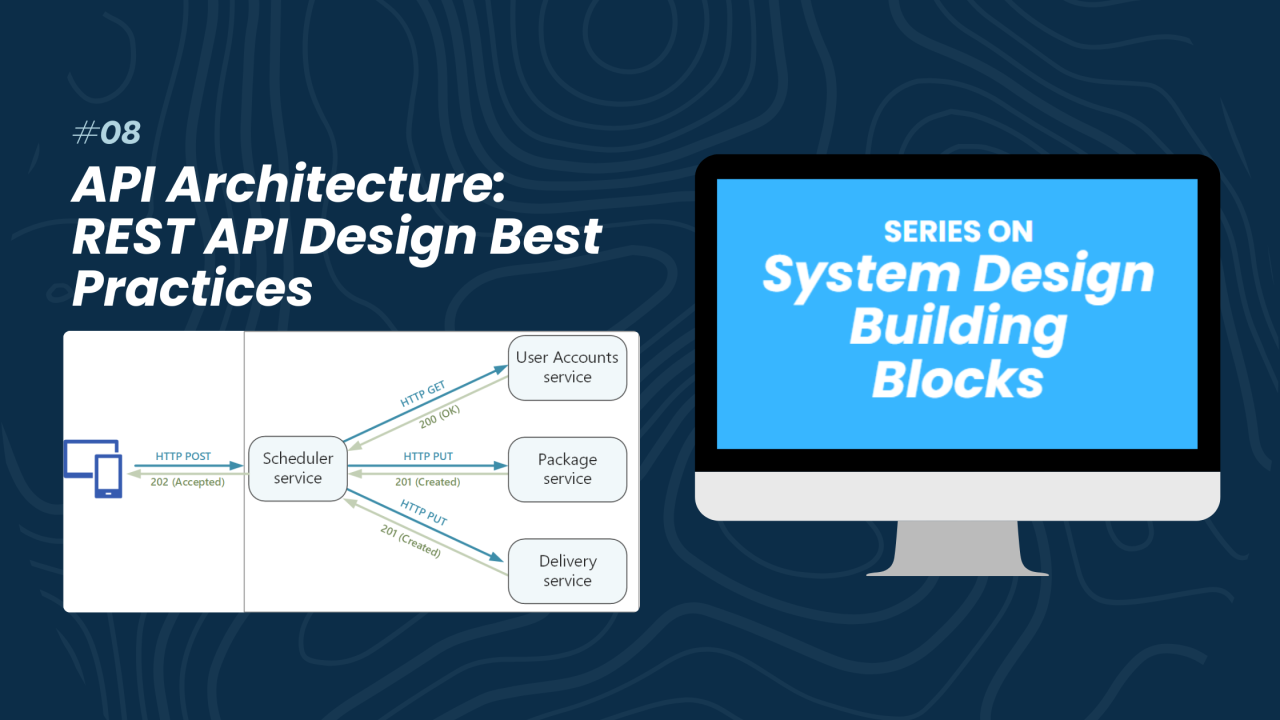 #08
API Architecture:
REST API Design Best
Practices
SERIES ON
System Design
Building
Blocks
User Accounts
service
HTTP GET
200 (OK)
HTTP POST
202 (Accepted)
Scheduler
service
HTTP PUT
201 (Created)
Package
service
HTTP PUT
201 (Created)
Delivery
service